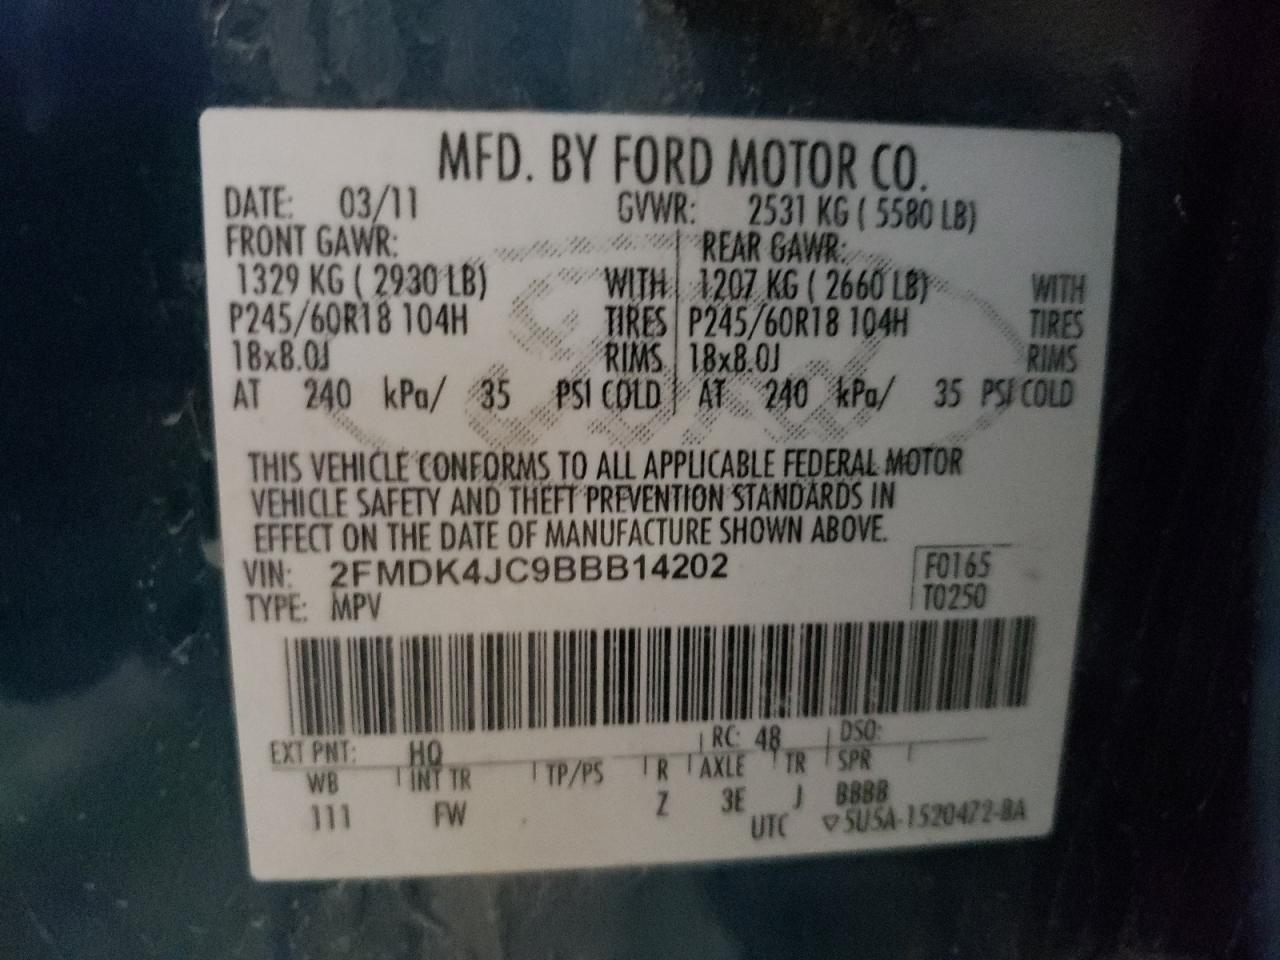 MFD. BY FORD MOTOR CO.
DATE: 03/11 GVWR: 2531 KG ( 5580 LB)
FRONT GAWR: REAR GAWR:
1329 KG ( 2930 LB) WITH 1207 KG ( 2660 LB) WITH
P245/60R18 104H TIRES P245/60R18 104H TIRES
18x8.0J RIMS 18x8.0J RIMS
AT 240 kPa/ 35 PSI COLD AT 240 kPa/ 35 PSI COLD
THIS VEHICLE CONFORMS TO ALL APPLICABLE FEDERAL MOTOR
VEHICLE SAFETY AND THEFT PREVENTION STANDARDS IN
EFFECT ON THE DATE OF MANUFACTURE SHOWN ABOVE.
VIN: 2FMDK4JC9BBB14202 F0165
TYPE: MPV T0250
EXT PNT: HQ RC: 48 DSO:
WB INT TR TP/PS R AXLE TR SPR
111 FW Z 3E J BBBB
UTC ▽5U5A-1520472-BA